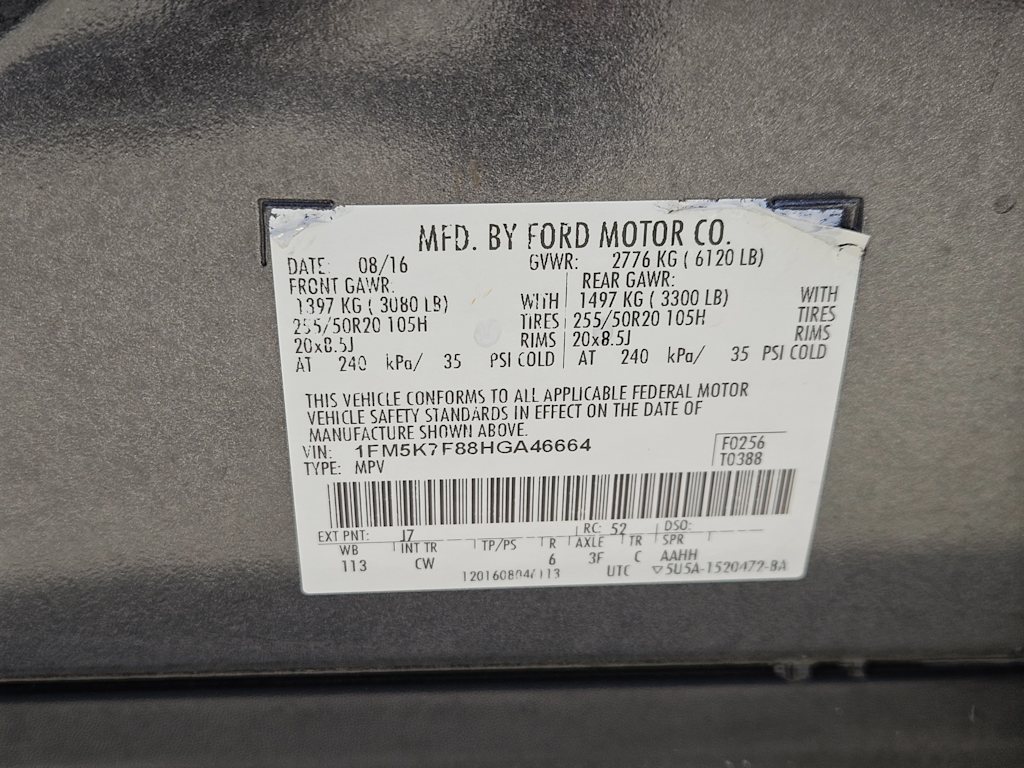 MFD. BY FORD MOTOR CO.
DATE: 08/16 GVWR: 2776 KG ( 6120 LB)
FRONT GAWR: REAR GAWR:
1397 KG ( 3080 LB) WITH 1497 KG ( 3300 LB) WITH
255/50R20 105H TIRES 255/50R20 105H TIRES
20x8.5J RIMS 20x8.5J RIMS
AT 240 kPa/ 35 PSI COLD AT 240 kPa/ 35 PSI COLD
THIS VEHICLE CONFORMS TO ALL APPLICABLE FEDERAL MOTOR
VEHICLE SAFETY STANDARDS IN EFFECT ON THE DATE OF
MANUFACTURE SHOWN ABOVE.
VIN: 1FM5K7F88HGA46664 F0256
TYPE: MPV T0388
EXT PNT: J7 RC: 52 DSO:
WB INT TR TP/PS R AXLE TR SPR
113 CW 6 3F C AAHH
UTC ▽5U5A-1520472-BA